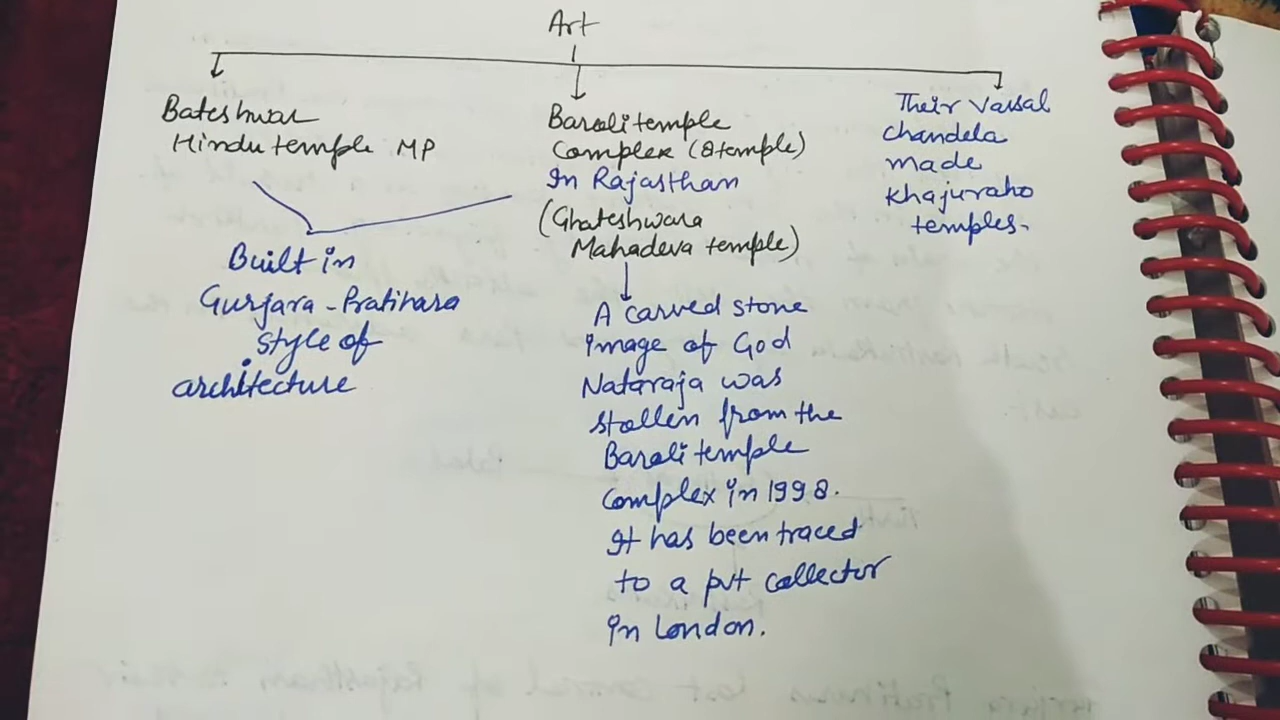 Art
Bateshwar
Hindu temple MP
Built in
Gurjara - Pratihara
style of
architecture
Baroli temple
Complex (8 temple)
In Rajasthan
(Ghateshwara
Mahadeva temple)
A carved stone
image of God
Nataraja was
stollen from the
Baroli temple
complex in 1998.
It has been traced
to a pvt collector
in London.
Their vassal
chandela
made
Khajuraho
temples.